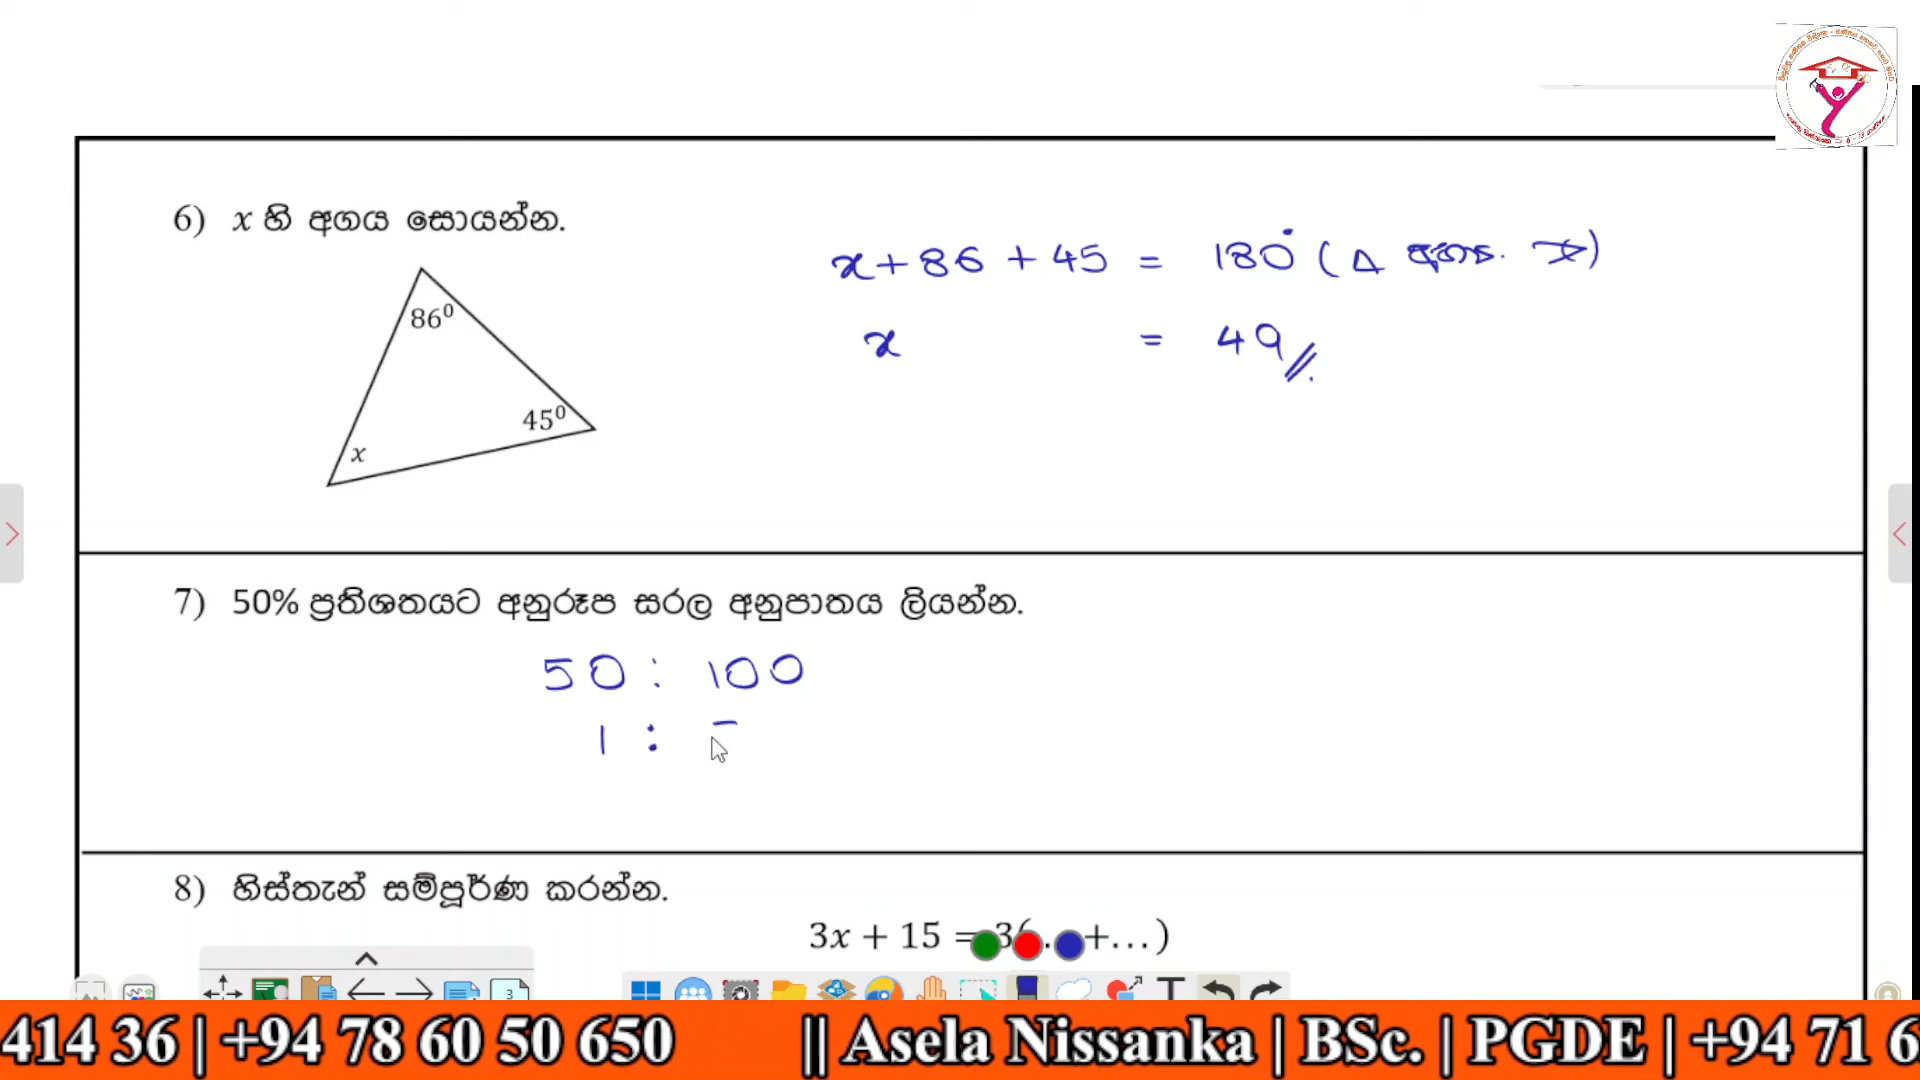 6) x හි අගය සොයන්න.
86⁰
45⁰
x
x + 86 + 45 = 180° ( Δ
x = 49
7) 50% ප්‍රතිශතයට අනුරූප සරල අනුපාතය ලියන්න.
50 : 100
1 :
8) හිස්තැන් සම්පූර්ණ කරන්න.
3x + 15 = 3(.. +...)
3
T
414 36 | +94 78 60 50 650 || Asela Nissanka | BSc. | PGDE | +94 71 6